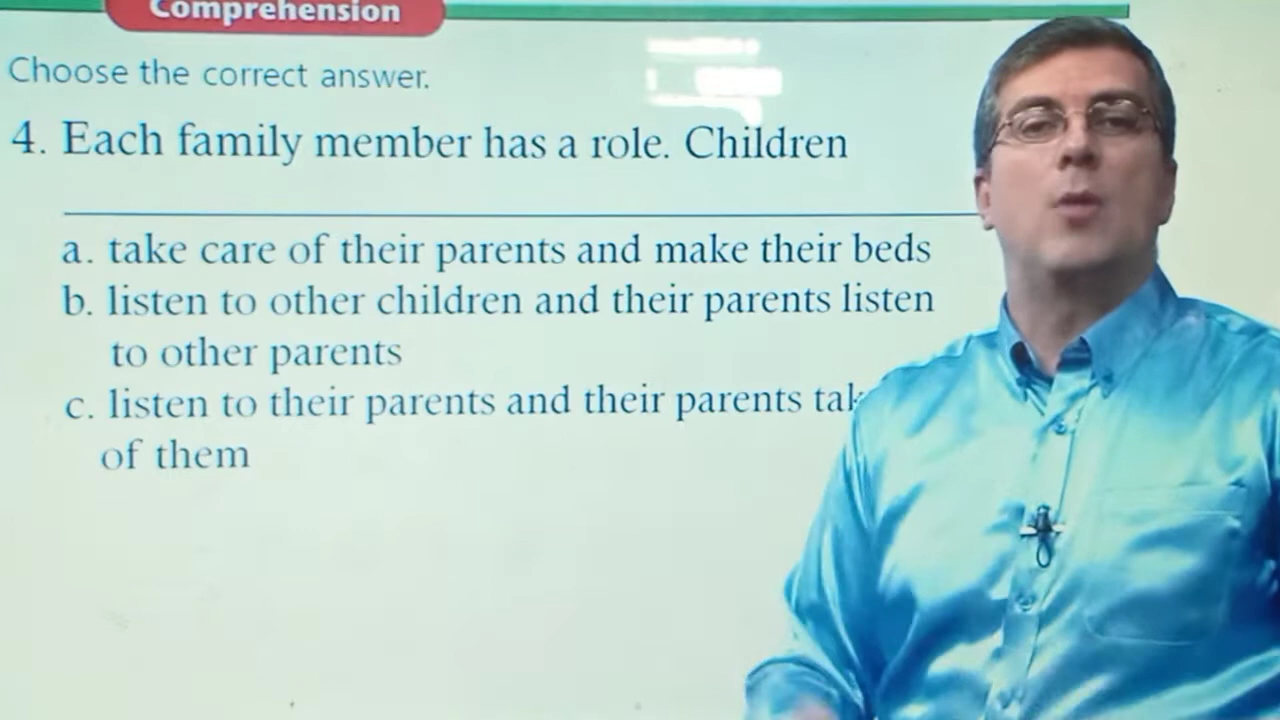 Comprehension
Choose the correct answer.
4. Each family member has a role. Children
a. take care of their parents and make their beds
b. listen to other children and their parents listen
to other parents
c. listen to their parents and their parents
of them